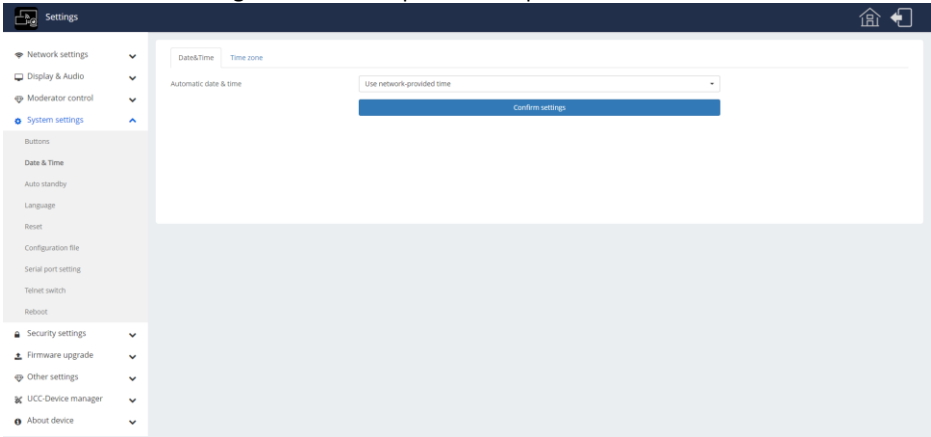 Settings
Network settings
Display & Audio
Moderator control
System settings
Buttons
Date & Time
Auto standby
Language
Reset
Configuration file
Serial port setting
Telnet switch
Reboot
Security settings
Firmware upgrade
Other settings
UCC-Device manager
About device
Date&Time Time zone
Automatic date & time Use network-provided time
Confirm settings